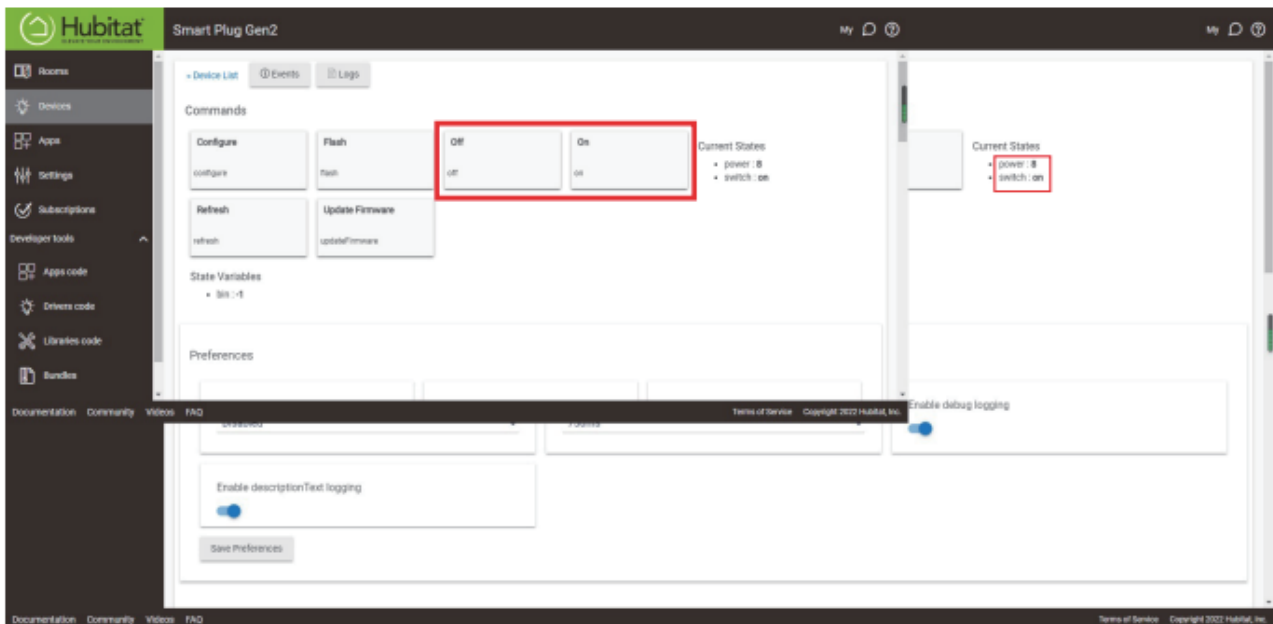 Hubitat
Smart Plug Gen2
My
My
Rooms
Devices
Apps
Settings
Subscriptions
Developer tools
Apps code
Drivers code
Libraries code
Bundles
« Device List
Events
Logs
Commands
Configure
configure
Flash
flash
Off
off
On
on
Current States
power : 8
switch : on
Current States
power : 8
switch : on
Refresh
refresh
Update Firmware
updateFirmware
State Variables
bin : -1
Preferences
Documentation Community Videos FAQ
Terms of Service Copyright 2022 Hubitat, Inc.
Enable debug logging
Enable descriptionText logging
Save Preferences
Documentation Community Videos FAQ
Terms of Service Copyright 2022 Hubitat, Inc.